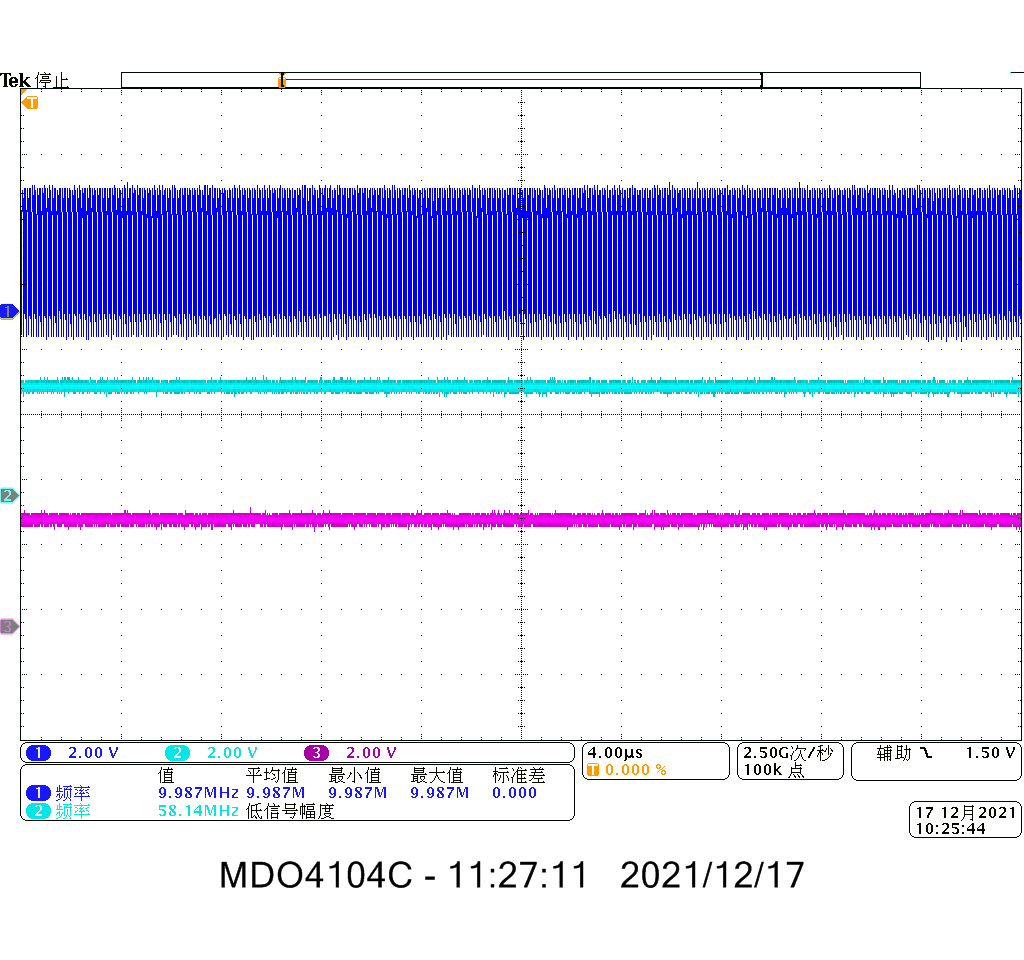 Tek 停止
T
1
2
3
1 2.00 V 2 2.00 V 3 2.00 V
4.00µs
T 0.000 %
2.50G次/秒
100k 点
辅助 1.50 V
值 平均值 最小值 最大值 标准差
1 频率 9.987MHz 9.987M 9.987M 9.987M 0.000
2 频率 58.14MHz 低信号幅度
17 12月2021
10:25:44
MDO4104C - 11:27:11 2021/12/17